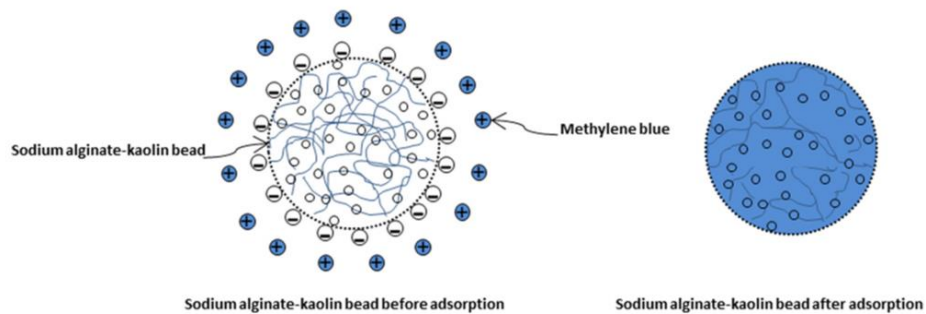 Sodium alginate-kaolin bead
Methylene blue
Sodium alginate-kaolin bead before adsorption
Sodium alginate-kaolin bead after adsorption